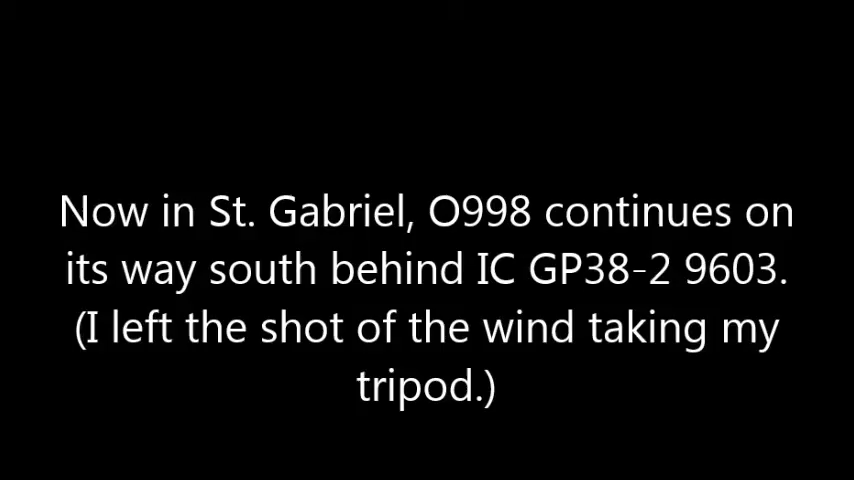 Now in St. Gabriel, O998 continues on
its way south behind IC GP38-2 9603.
(I left the shot of the wind taking my
tripod.)